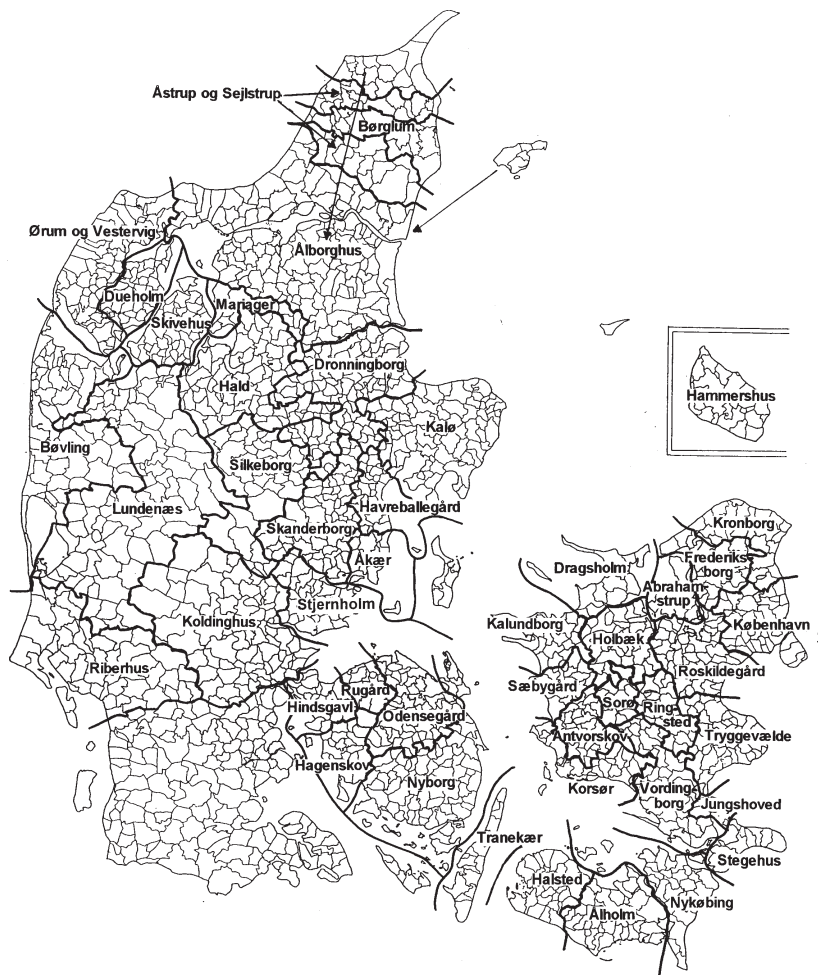 Åstrup og Sejlstrup
Børglum
Ørum og Vestervig
Ålborghus
Dueholm
Mariager
Skivehus
Dronningborg
Hald
Hammershus
Kalø
Bøvling
Silkeborg
Lundenæs
Havreballegård
Skanderborg
Kronborg
Åkær
Dragsholm
Frederiks-
borg
Abraham-
strup
Stjernholm
Koldinghus
Kalundborg
København
Holbæk
Riberhus
Roskildegård
Sæbygård
Rugård
Hindsgavl
Sorø
Ring-
sted
Odensegård
Antvorskov
Tryggevælde
Hagenskov
Nyborg
Korsør
Vording-
borg
Jungshoved
Tranekær
Stegehus
Halsted
Nykøbing
Ålholm